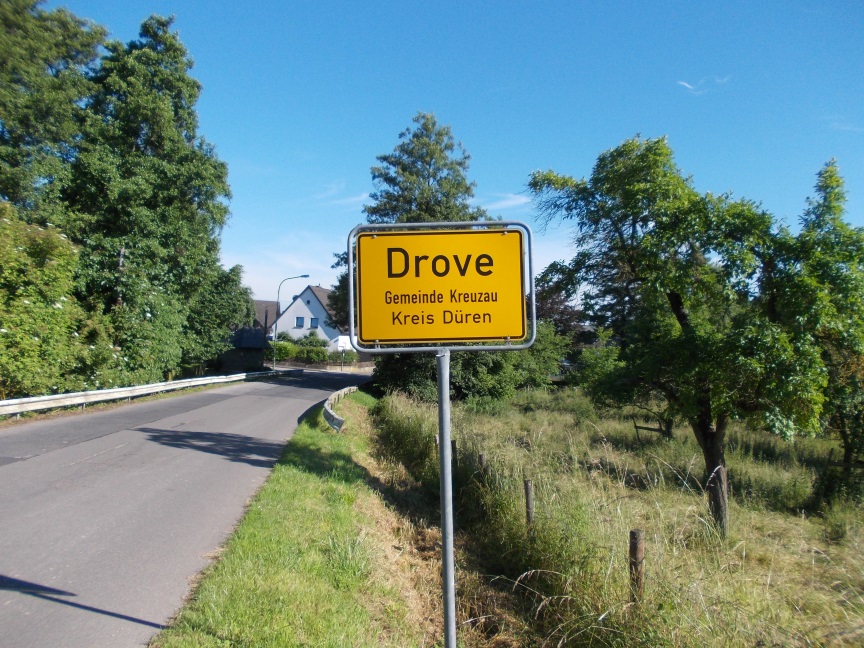 Drove
Gemeinde Kreuzau
Kreis Düren